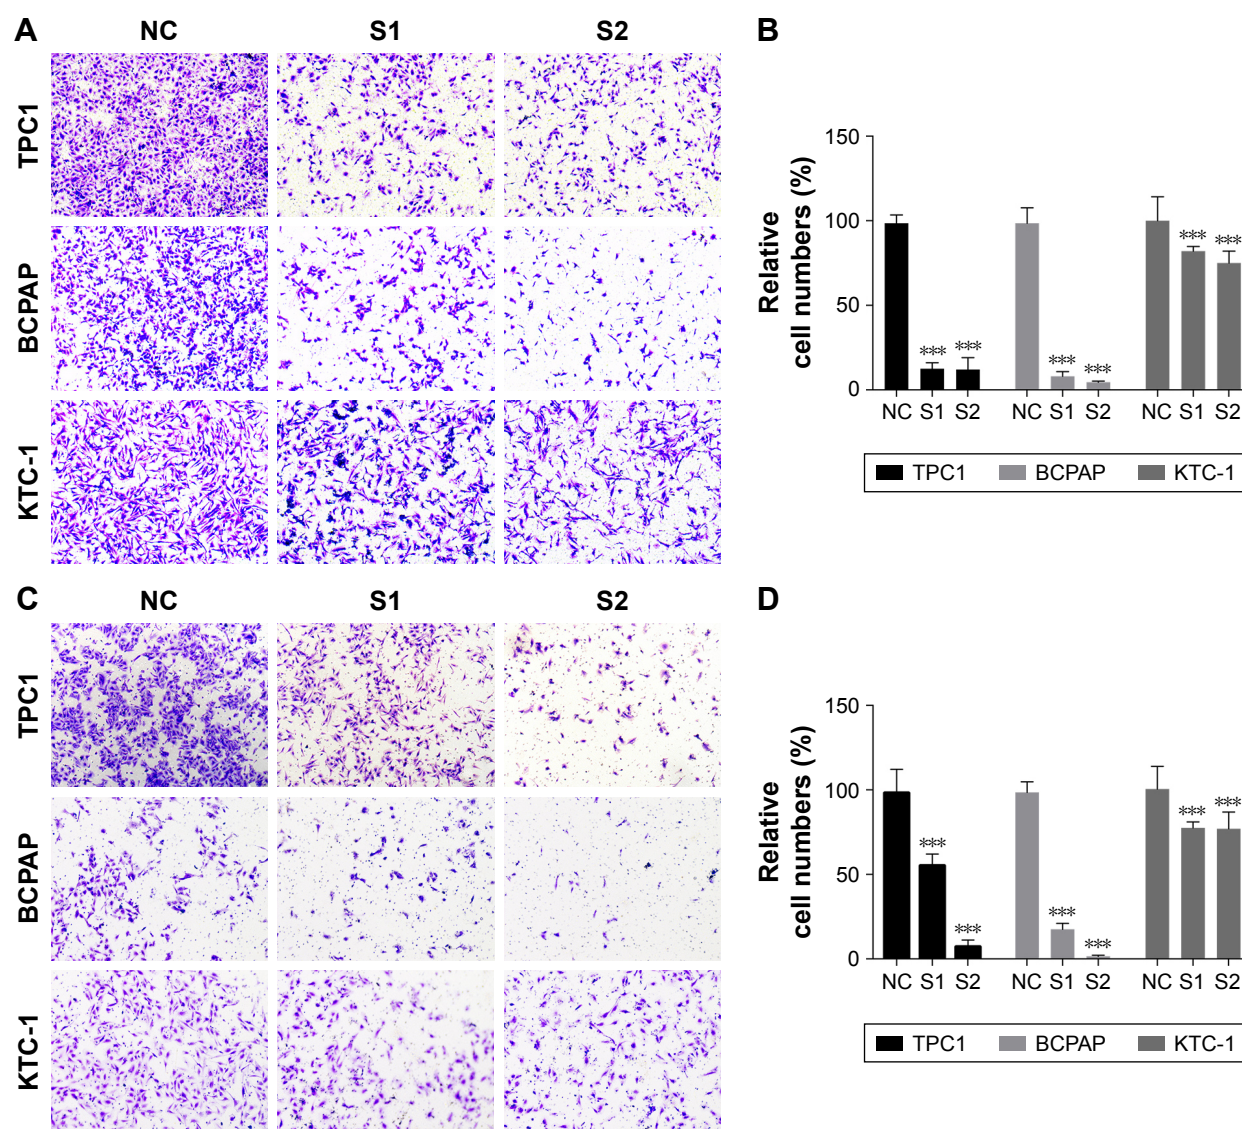 A
NC S1 S2
TPC1
BCPAP
KTC-1
B
Relative
cell numbers (%)
150
100
50
0
*** *** *** *** *** ***
NC S1 S2 NC S1 S2 NC S1 S2
TPC1 BCPAP KTC-1
C
NC S1 S2
TPC1
BCPAP
KTC-1
D
Relative
cell numbers (%)
150
100
50
0
*** *** *** *** *** ***
NC S1 S2 NC S1 S2 NC S1 S2
TPC1 BCPAP KTC-1